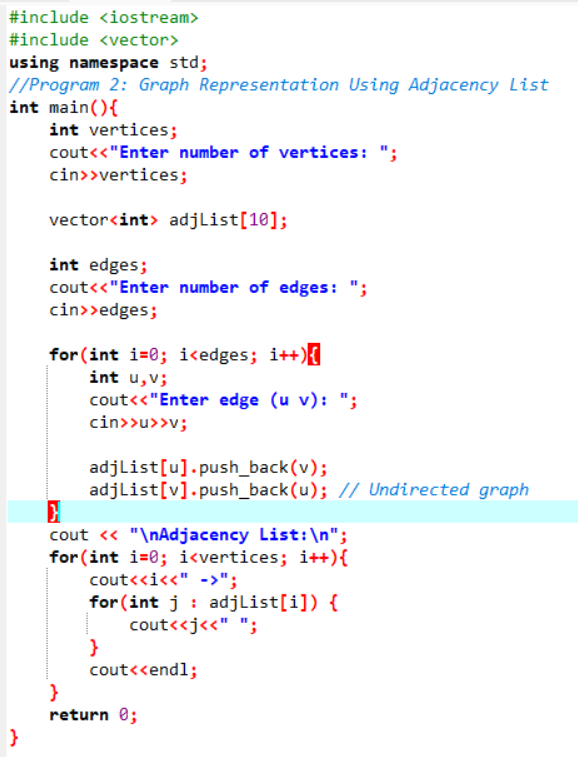 #include <iostream>
#include <vector>
using namespace std;
//Program 2: Graph Representation Using Adjacency List
int main(){
    int vertices;
    cout<<"Enter number of vertices: ";
    cin>>vertices;

    vector<int> adjList[10];

    int edges;
    cout<<"Enter number of edges: ";
    cin>>edges;

    for(int i=0; i<edges; i++){
        int u,v;
        cout<<"Enter edge (u v): ";
        cin>>u>>v;

        adjList[u].push_back(v);
        adjList[v].push_back(u); // Undirected graph
    }
    cout << "\nAdjacency List:\n";
    for(int i=0; i<vertices; i++){
        cout<<i<<" ->";
        for(int j : adjList[i]) {
            cout<<j<<" ";
        }
        cout<<endl;
    }
    return 0;
}